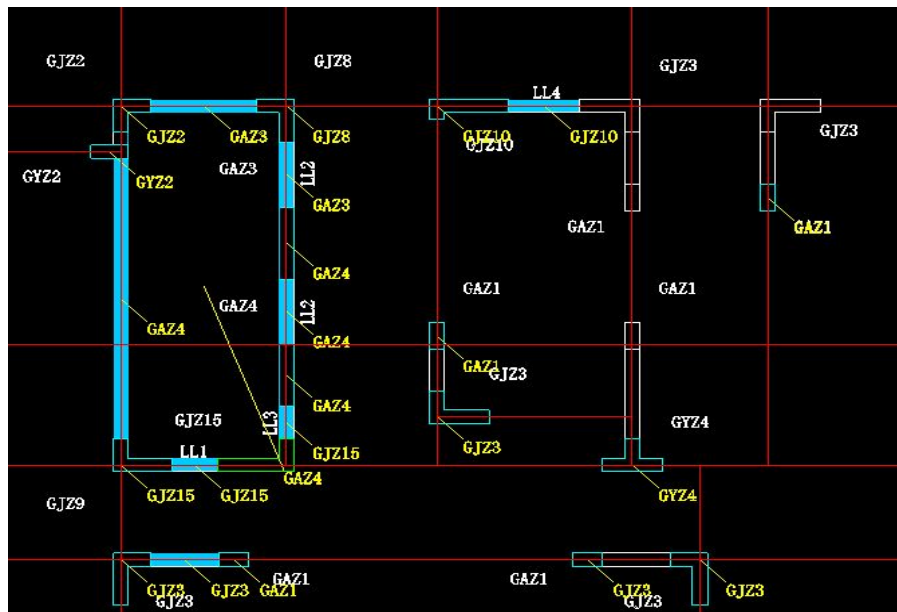 GJZ2
GJZ8
GJZ3
LL4
GJZ2
GAZ3
GJZ8
GJZ10
GJZ10
GJZ3
GJZ10
GYZ2
GYZ2
GAZ3
LL2
GAZ3
GAZ1
GAZ1
GAZ4
GAZ1
GAZ1
GAZ4
GAZ4
LL2
GAZ4
GAZ1
GJZ3
GAZ4
GJZ15
LL3
GYZ4
LL1
GJZ15
GJZ3
GAZ4
GJZ15
GJZ15
GYZ4
GJZ9
GAZ1
GAZ1
GJZ3
GJZ3
GAZ1
GJZ3
GJZ3
GJZ3
GJZ3